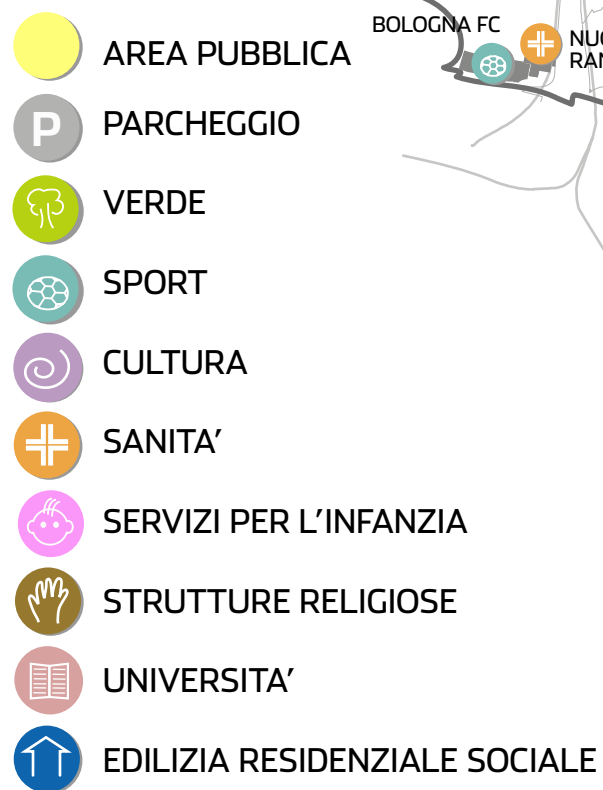 BOLOGNA FC
AREA PUBBLICA
P
PARCHEGGIO
VERDE
SPORT
CULTURA
SANITA’
SERVIZI PER L’INFANZIA
STRUTTURE RELIGIOSE
UNIVERSITA’
EDILIZIA RESIDENZIALE SOCIALE